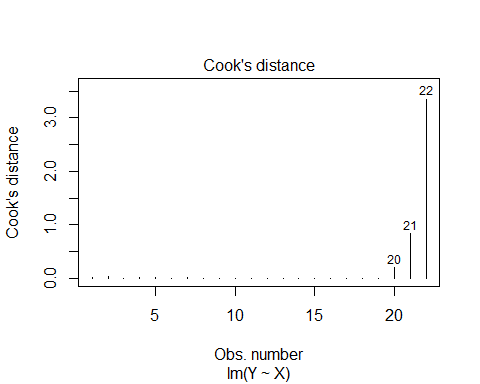 Cook's distance
Cook's distance
0.0
1.0
2.0
3.0
20
21
22
5
10
15
20
Obs. number
lm(Y ~ X)